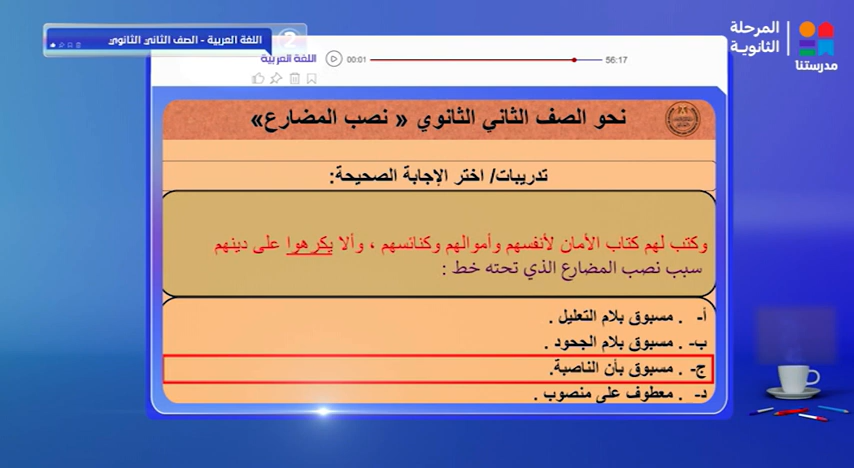 المرحلة
الثانوية
مدرستنا
اللغة العربية - الصف الثاني الثانوي
2
اللغة العربية
00:01
56:17
نحو الصف الثاني الثانوي « نصب المضارع»
تدريبات/ اختر الإجابة الصحيحة:
وكتب لهم كتاب الأمان لأنفسهم وأموالهم وكنائسهم ، وألا يكرهوا على دينهم
سبب نصب المضارع الذي تحته خط :
أ- . مسبوق بلام التعليل .
ب- . مسبوق بلام الجحود .
ج- . مسبوق بأن الناصبة.
د- . معطوف على منصوب .